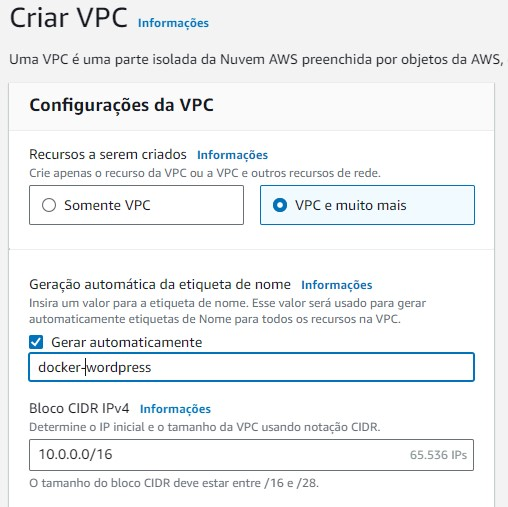 Criar VPC Informações
Uma VPC é uma parte isolada da Nuvem AWS preenchida por objetos da AWS,
Configurações da VPC
Recursos a serem criados Informações
Crie apenas o recurso da VPC ou a VPC e outros recursos de rede.
Somente VPC VPC e muito mais
Geração automática da etiqueta de nome Informações
Insira um valor para a etiqueta de nome. Esse valor será usado para gerar
automaticamente etiquetas de Nome para todos os recursos na VPC.
Gerar automaticamente
docker-wordpress
Bloco CIDR IPv4 Informações
Determine o IP inicial e o tamanho da VPC usando notação CIDR.
10.0.0.0/16 65.536 IPs
O tamanho do bloco CIDR deve estar entre /16 e /28.